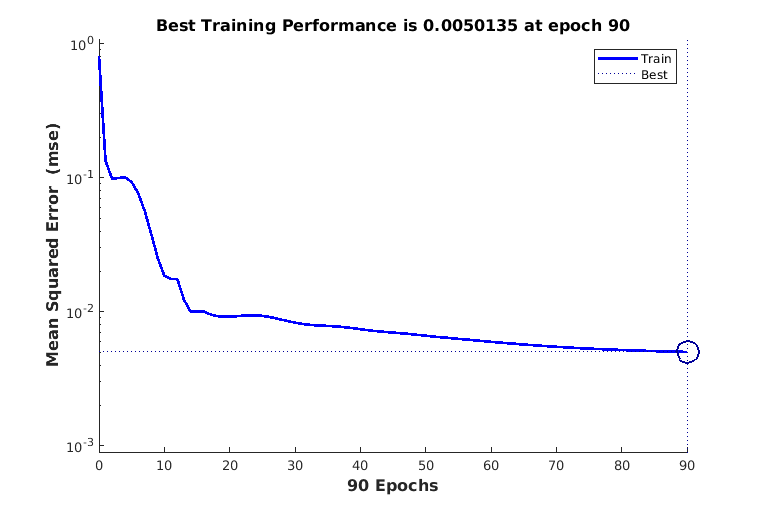 Best Training Performance is 0.0050135 at epoch 90
Train
Best
Mean Squared Error (mse)
10^0
10^-1
10^-2
10^-3
0 10 20 30 40 50 60 70 80 90
90 Epochs